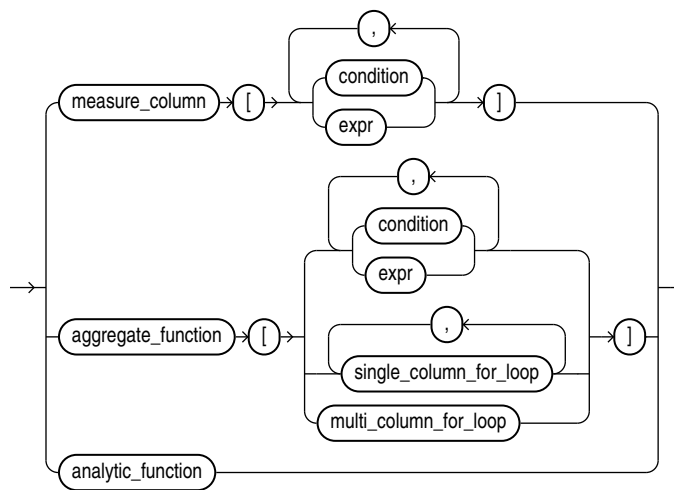 ,
condition
measure_column [ ]
expr
,
condition
expr
aggregate_function [ ]
,
single_column_for_loop
multi_column_for_loop
analytic_function